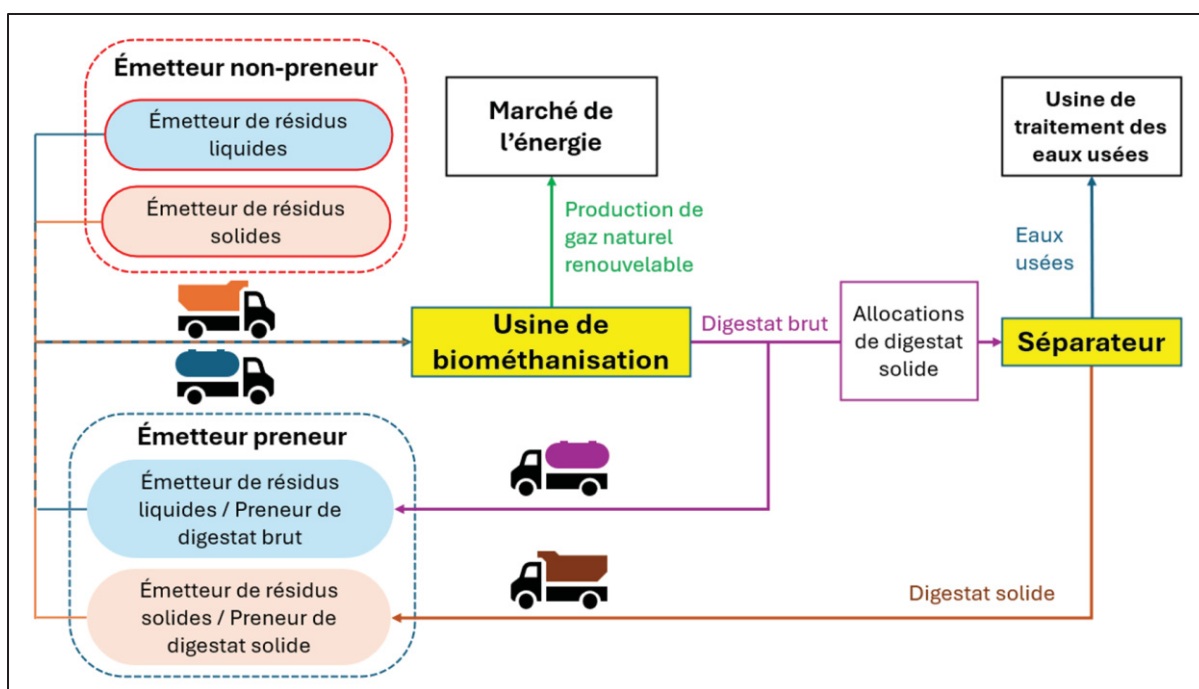 Émetteur non-preneur
Émetteur de résidus
liquides
Émetteur de résidus
solides
Marché de
l'énergie
Usine de
traitement des
eaux usées
Production de
gaz naturel
renouvelable
Eaux
usées
Usine de
biométhanisation
Digestat brut
Allocations
de digestat
solide
Séparateur
Émetteur preneur
Émetteur de résidus
liquides / Preneur de
digestat brut
Émetteur de résidus
solides / Preneur de
digestat solide
Digestat solide